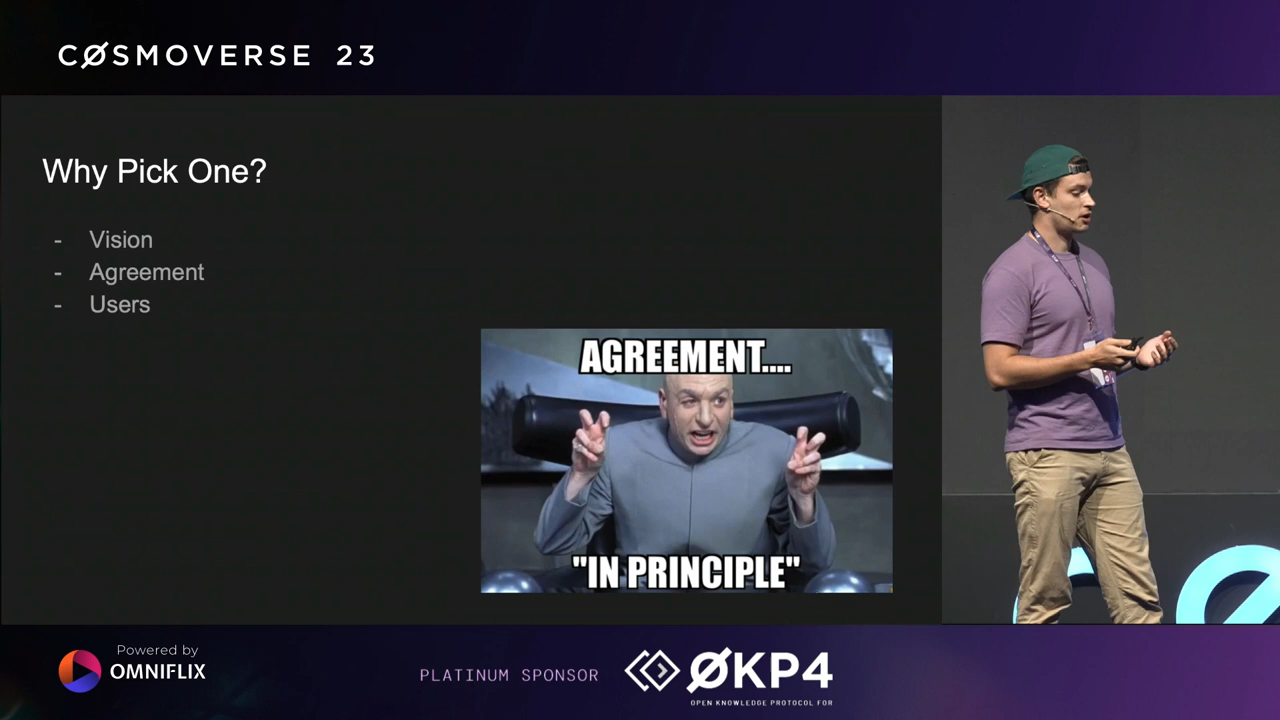 CØSMOVERSE 23
Why Pick One?
- Vision
- Agreement
- Users
AGREEMENT....
"IN PRINCIPLE"
Powered by
OMNIFLIX
PLATINUM SPONSOR
ØKP4
OPEN KNOWLEDGE PROTOCOL FOR